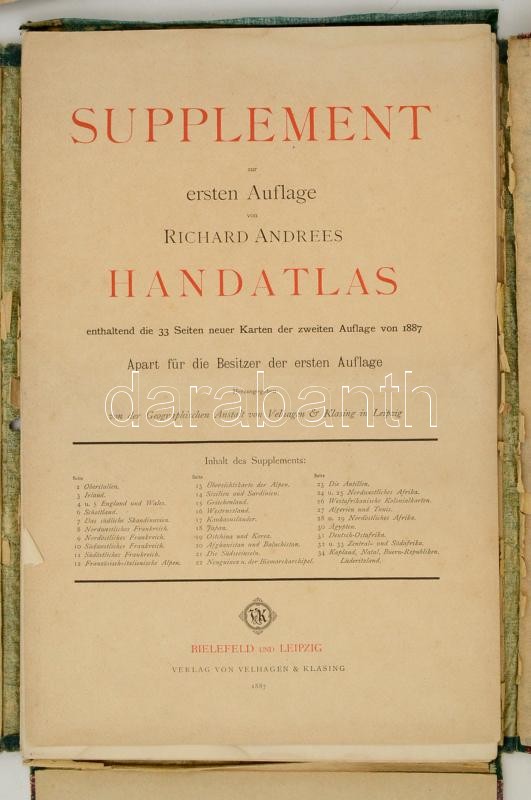 SUPPLEMENT
zur
ersten Auflage
von
RICHARD ANDREES
HANDATLAS
enthaltend die 33 Seiten neuer Karten der zweiten Auflage von 1887
Apart für die Besitzer der ersten Auflage
Herausgegeben
von der Geographischen Anstalt von Velhagen & Klasing in Leipzig
darabanth
Inhalt des Supplements:
Seite
2 Oberitalien.
3 Irland.
4 u. 5 England und Wales.
6 Schottland.
7 Das südliche Skandinavien.
8 Nordwestliches Frankreich.
9 Nordöstliches Frankreich.
10 Südwestliches Frankreich.
11 Südöstliches Frankreich.
12 Französisch-italienische Alpen.
Seite
13 Übersichtskarte der Alpen.
14 Sizilien und Sardinien.
15 Griechenland.
16 Westrussland.
17 Kaukasusländer.
18 Japan.
19 Ostchina und Korea.
20 Afghanistan und Baluchistan.
21 Die Südseeinseln.
22 Neuguinea u. der Bismarckarchipel.
Seite
23 Die Antillen.
24 u. 25 Nordwestliches Afrika.
26 Westafrikanische Kolonialkarten.
27 Algerien und Tunis.
28 u. 29 Nordöstliches Afrika.
30 Ägypten.
31 Deutsch-Ostafrika.
32 u. 33 Zentral- und Südafrika.
34 Kapland, Natal, Boern-Republiken,
Lüderitzland.
VK
BIELEFELD UND LEIPZIG
VERLAG VON VELHAGEN & KLASING
1887